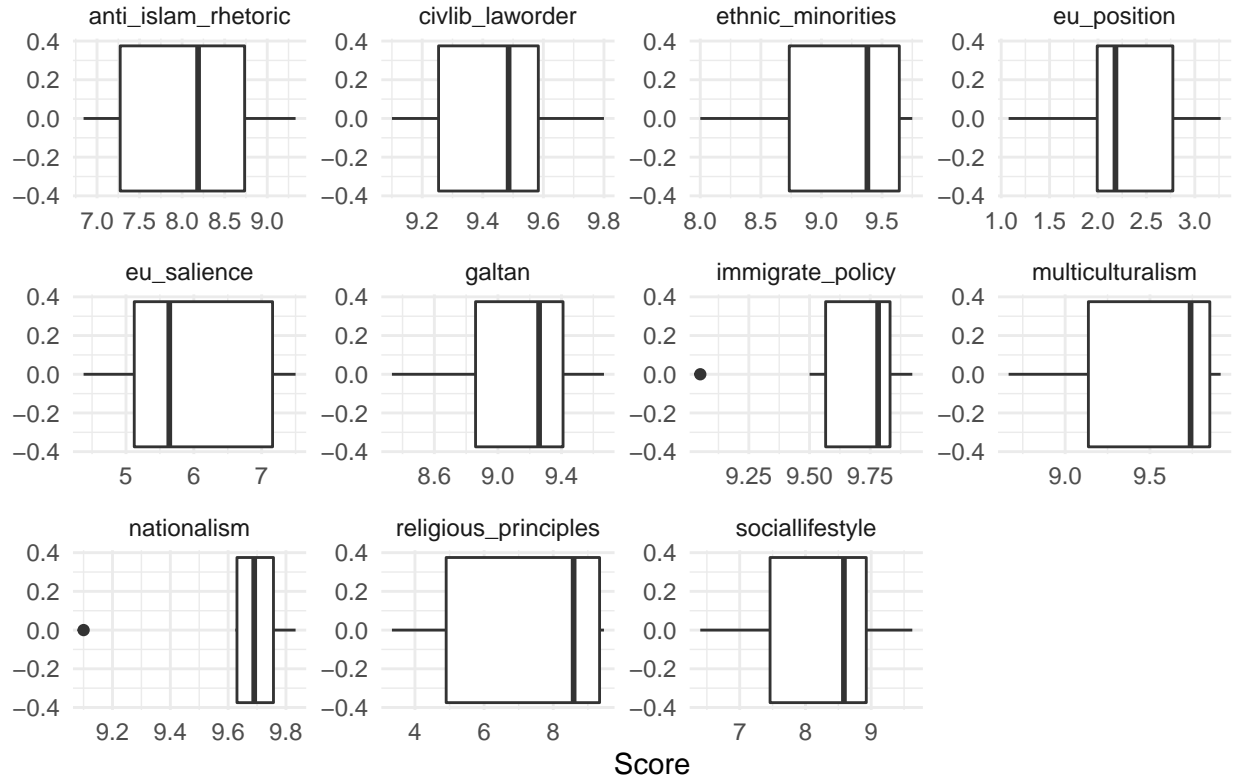 anti_islam_rhetoric civlib_laworder ethnic_minorities eu_position
0.4 0.4 0.4 0.4
0.2 0.2 0.2 0.2
0.0 0.0 0.0 0.0
−0.2 −0.2 −0.2 −0.2
−0.4 −0.4 −0.4 −0.4
7.0 7.5 8.0 8.5 9.0 9.2 9.4 9.6 9.8 8.0 8.5 9.0 9.5 1.0 1.5 2.0 2.5 3.0
eu_salience galtan immigrate_policy multiculturalism
0.4 0.4 0.4 0.4
0.2 0.2 0.2 0.2
0.0 0.0 0.0 0.0
−0.2 −0.2 −0.2 −0.2
−0.4 −0.4 −0.4 −0.4
5 6 7 8.6 9.0 9.4 9.25 9.50 9.75 9.0 9.5
nationalism religious_principles sociallifestyle
0.4 0.4 0.4
0.2 0.2 0.2
0.0 0.0 0.0
−0.2 −0.2 −0.2
−0.4 −0.4 −0.4
9.2 9.4 9.6 9.8 4 6 8 7 8 9
Score